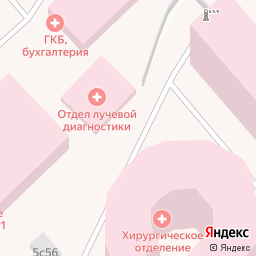 ГКБ,
бухгалтерия
Отдел лучевой
диагностики
Хирургическое
отделение
5с56
Яндекс
© Яндекс